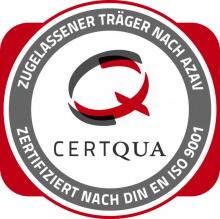 ZUGELASSENER TRÄGER NACH AZAV
CERTQUA
ZERTIFIZIERT NACH DIN EN ISO 9001